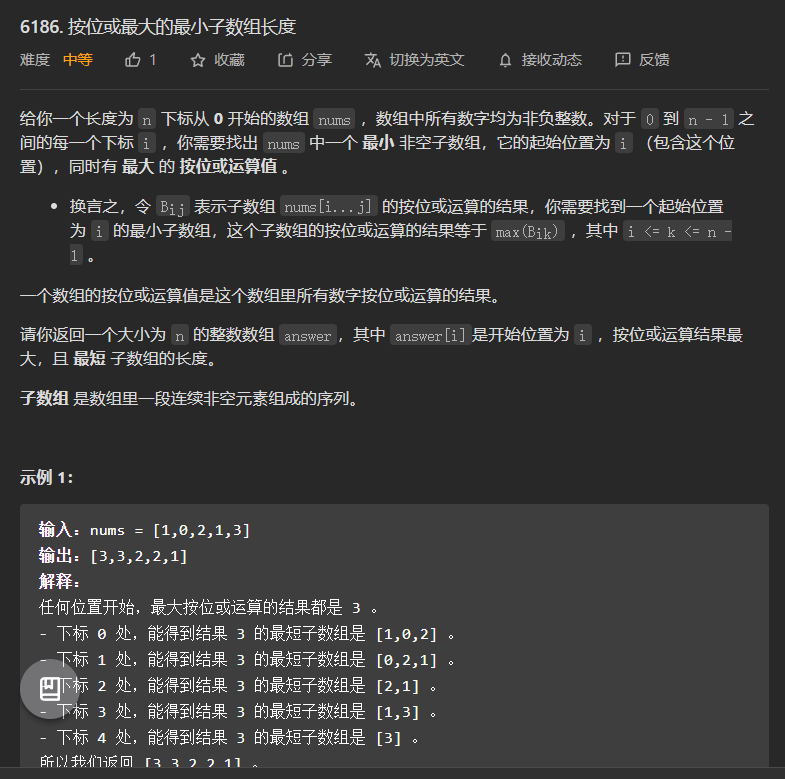 6186. 按位或最大的最小子数组长度
难度 中等 1 收藏 分享 切换为英文 接收动态 反馈
给你一个长度为 n 下标从 0 开始的数组 nums ，数组中所有数字均为非负整数。对于 0 到 n - 1 之
间的每一个下标 i ，你需要找出 nums 中一个 最小 非空子数组，它的起始位置为 i （包含这个位
置），同时有 最大 的 按位或运算值 。
• 换言之，令 Bij 表示子数组 nums[i...j] 的按位或运算的结果，你需要找到一个起始位置
为 i 的最小子数组，这个子数组的按位或运算的结果等于 max(Bik) ，其中 i <= k <= n -
1 。
一个数组的按位或运算值是这个数组里所有数字按位或运算的结果。
请你返回一个大小为 n 的整数数组 answer，其中 answer[i]是开始位置为 i ，按位或运算结果最
大，且 最短 子数组的长度。
子数组 是数组里一段连续非空元素组成的序列。
示例 1：
输入：nums = [1,0,2,1,3]
输出：[3,3,2,2,1]
解释：
任何位置开始，最大按位或运算的结果都是 3 。
- 下标 0 处，能得到结果 3 的最短子数组是 [1,0,2] 。
- 下标 1 处，能得到结果 3 的最短子数组是 [0,2,1] 。
- 下标 2 处，能得到结果 3 的最短子数组是 [2,1] 。
- 下标 3 处，能得到结果 3 的最短子数组是 [1,3] 。
- 下标 4 处，能得到结果 3 的最短子数组是 [3] 。
所以我们返回 [3,3,2,2,1] 。